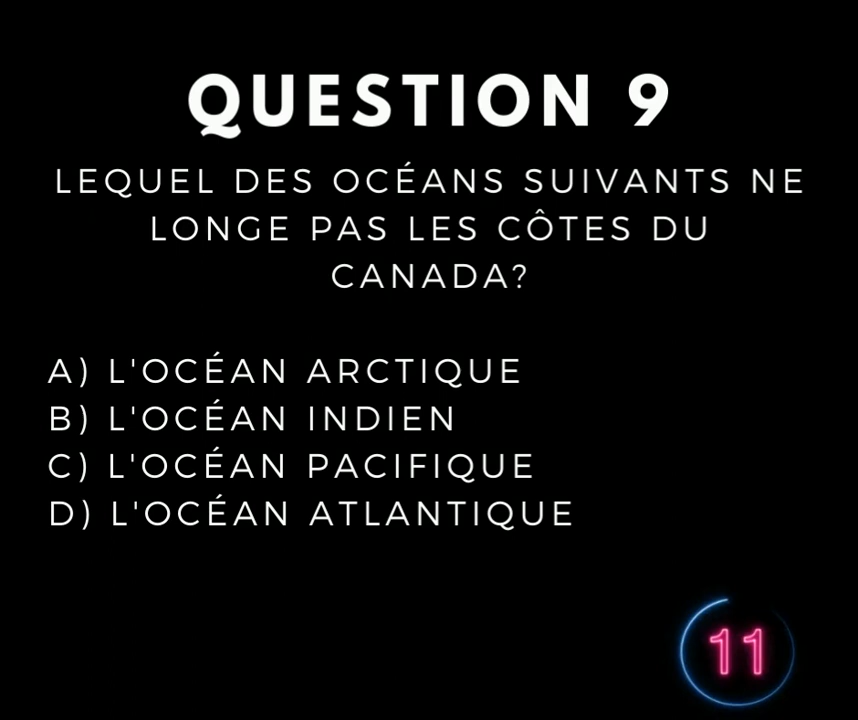 QUESTION 9
LEQUEL DES OCÉANS SUIVANTS NE
LONGE PAS LES CÔTES DU
CANADA?
A) L'OCÉAN ARCTIQUE
B) L'OCÉAN INDIEN
C) L'OCÉAN PACIFIQUE
D) L'OCÉAN ATLANTIQUE
11